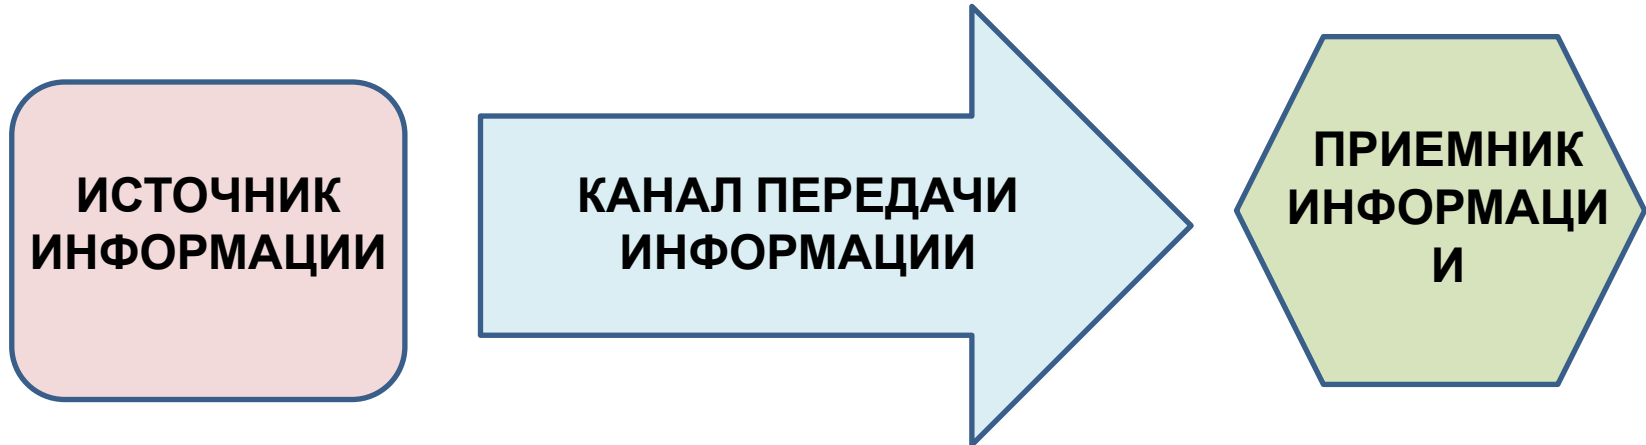 ИСТОЧНИК
ИНФОРМАЦИИ
КАНАЛ ПЕРЕДАЧИ
ИНФОРМАЦИИ
ПРИЕМНИК
ИНФОРМАЦИ
И